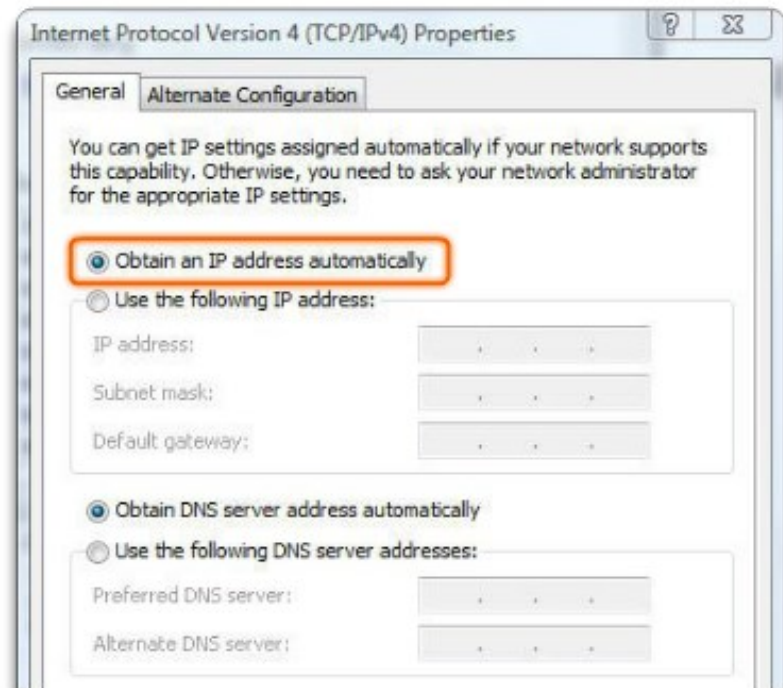 Internet Protocol Version 4 (TCP/IPv4) Properties
General
Alternate Configuration
You can get IP settings assigned automatically if your network supports
this capability. Otherwise, you need to ask your network administrator
for the appropriate IP settings.
Obtain an IP address automatically
Use the following IP address:
IP address:
Subnet mask:
Default gateway:
Obtain DNS server address automatically
Use the following DNS server addresses:
Preferred DNS server:
Alternate DNS server: